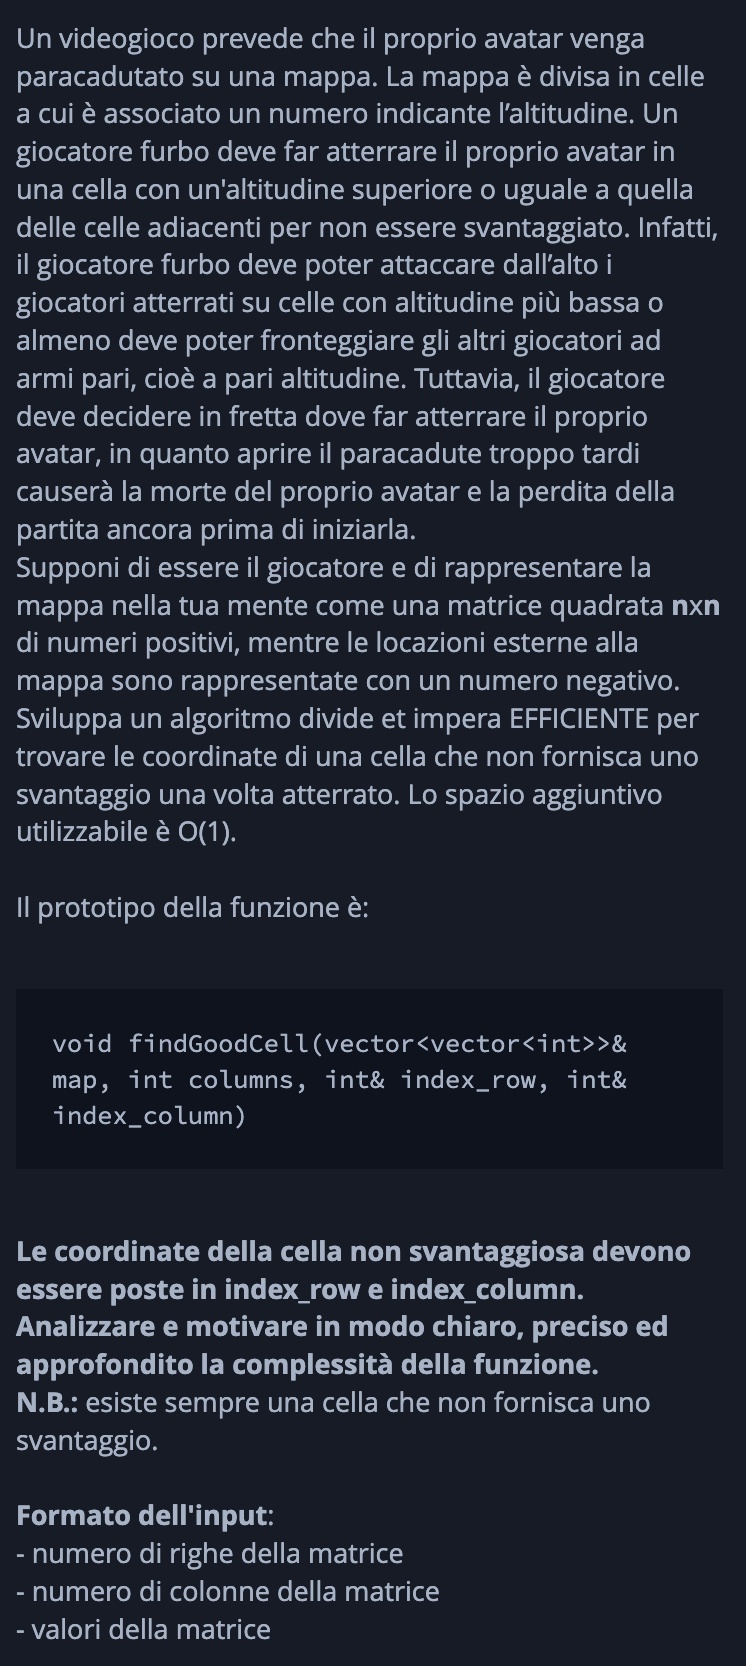 Un videogioco prevede che il proprio avatar venga
paracadutato su una mappa. La mappa è divisa in celle
a cui è associato un numero indicante l’altitudine. Un
giocatore furbo deve far atterrare il proprio avatar in
una cella con un'altitudine superiore o uguale a quella
delle celle adiacenti per non essere svantaggiato. Infatti,
il giocatore furbo deve poter attaccare dall’alto i
giocatori atterrati su celle con altitudine più bassa o
almeno deve poter fronteggiare gli altri giocatori ad
armi pari, cioè a pari altitudine. Tuttavia, il giocatore
deve decidere in fretta dove far atterrare il proprio
avatar, in quanto aprire il paracadute troppo tardi
causerà la morte del proprio avatar e la perdita della
partita ancora prima di iniziarla.
Supponi di essere il giocatore e di rappresentare la
mappa nella tua mente come una matrice quadrata nxn
di numeri positivi, mentre le locazioni esterne alla
mappa sono rappresentate con un numero negativo.
Sviluppa un algoritmo divide et impera EFFICIENTE per
trovare le coordinate di una cella che non fornisca uno
svantaggio una volta atterrato. Lo spazio aggiuntivo
utilizzabile è O(1).
Il prototipo della funzione è:
void findGoodCell(vector<vector<int>>&
map, int columns, int& index_row, int&
index_column)
Le coordinate della cella non svantaggiosa devono
essere poste in index_row e index_column.
Analizzare e motivare in modo chiaro, preciso ed
approfondito la complessità della funzione.
N.B.: esiste sempre una cella che non fornisca uno
svantaggio.
Formato dell'input:
- numero di righe della matrice
- numero di colonne della matrice
- valori della matrice